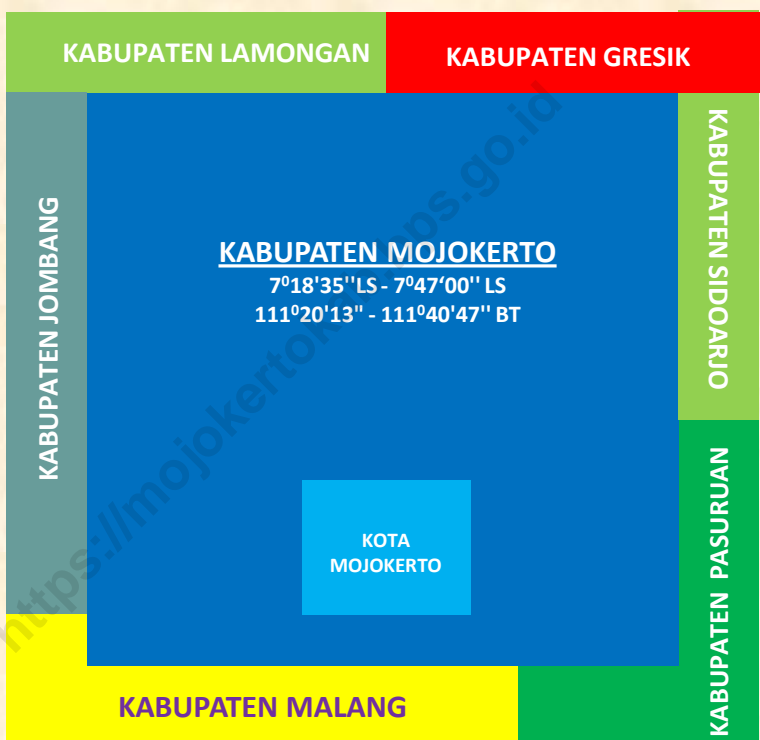 KABUPATEN LAMONGAN
KABUPATEN GRESIK
KABUPATEN JOMBANG
KABUPATEN MOJOKERTO
7⁰18'35''LS - 7⁰47‘00'' LS
111⁰20'13" - 111⁰40'47'' BT
KABUPATEN SIDOARJO
KOTA
MOJOKERTO
KABUPATEN PASURUAN
KABUPATEN MALANG
https://mojokertokab.bps.go.id